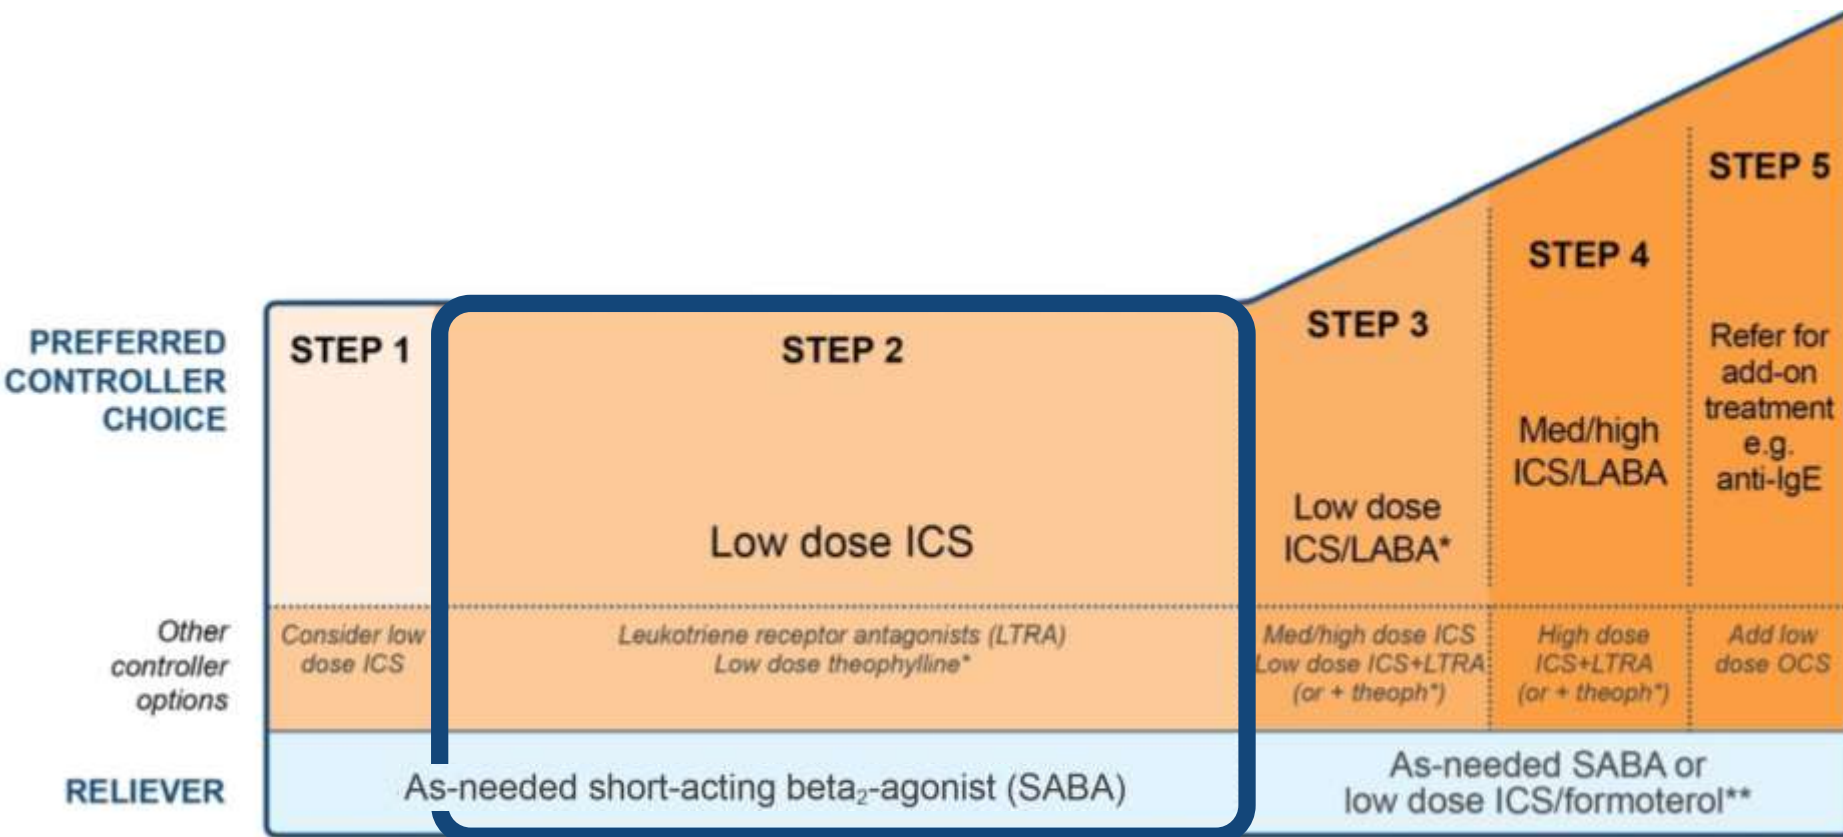 PREFERRED
CONTROLLER
CHOICE
STEP 1
STEP 2
Low dose ICS
STEP 3
Low dose
ICS/LABA*
STEP 4
Med/high
ICS/LABA
STEP 5
Refer for
add-on
treatment
e.g.
anti-IgE
Other
controller
options
Consider low
dose ICS
Leukotriene receptor antagonists (LTRA)
Low dose theophylline*
Med/high dose ICS
Low dose ICS+LTRA
(or + theoph*)
High dose
ICS+LTRA
(or + theoph*)
Add low
dose OCS
RELIEVER
As-needed short-acting beta₂-agonist (SABA)
As-needed SABA or
low dose ICS/formoterol**